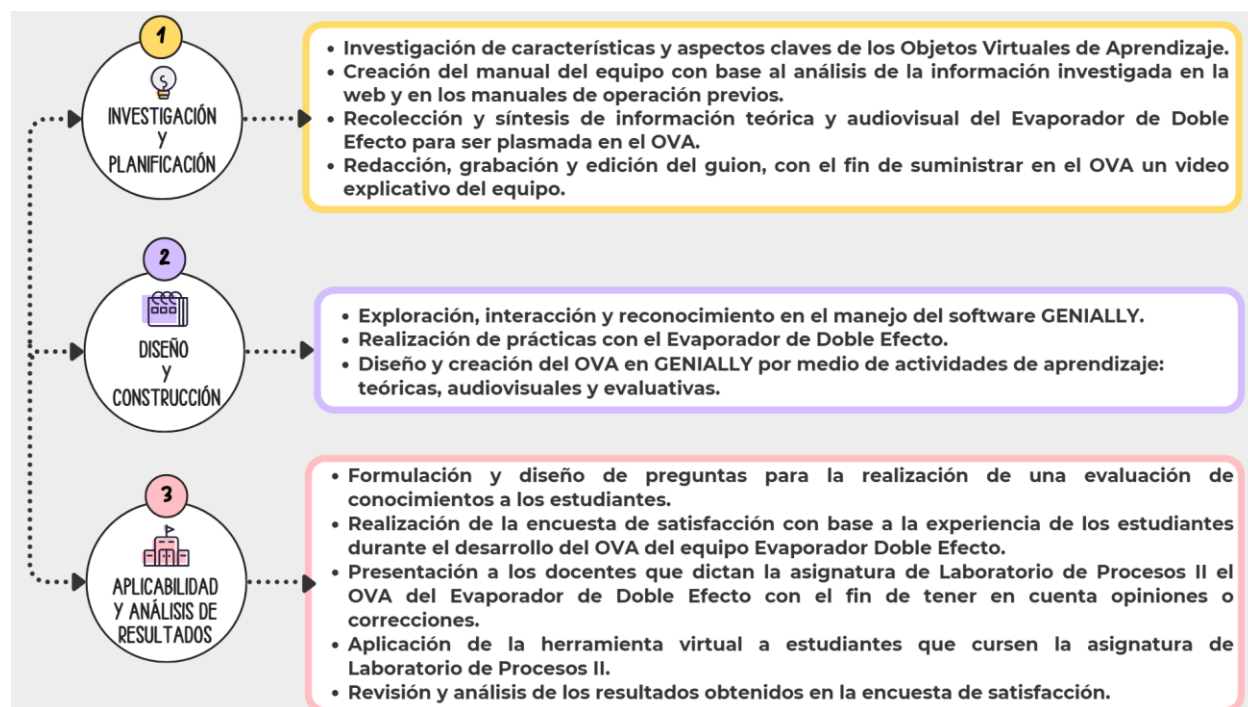 1
INVESTIGACIÓN
Y
PLANIFICACIÓN
• Investigación de características y aspectos claves de los Objetos Virtuales de Aprendizaje.
• Creación del manual del equipo con base al análisis de la información investigada en la
web y en los manuales de operación previos.
• Recolección y síntesis de información teórica y audiovisual del Evaporador de Doble
Efecto para ser plasmada en el OVA.
• Redacción, grabación y edición del guion, con el fin de suministrar en el OVA un video
explicativo del equipo.
2
DISEÑO
Y
CONSTRUCCIÓN
• Exploración, interacción y reconocimiento en el manejo del software GENIALLY.
• Realización de prácticas con el Evaporador de Doble Efecto.
• Diseño y creación del OVA en GENIALLY por medio de actividades de aprendizaje:
teóricas, audiovisuales y evaluativas.
3
APLICABILIDAD
Y ANÁLISIS DE
RESULTADOS
• Formulación y diseño de preguntas para la realización de una evaluación de
conocimientos a los estudiantes.
• Realización de la encuesta de satisfacción con base a la experiencia de los estudiantes
durante el desarrollo del OVA del equipo Evaporador Doble Efecto.
• Presentación a los docentes que dictan la asignatura de Laboratorio de Procesos II el
OVA del Evaporador de Doble Efecto con el fin de tener en cuenta opiniones o
correcciones.
• Aplicación de la herramienta virtual a estudiantes que cursen la asignatura de
Laboratorio de Procesos II.
• Revisión y análisis de los resultados obtenidos en la encuesta de satisfacción.